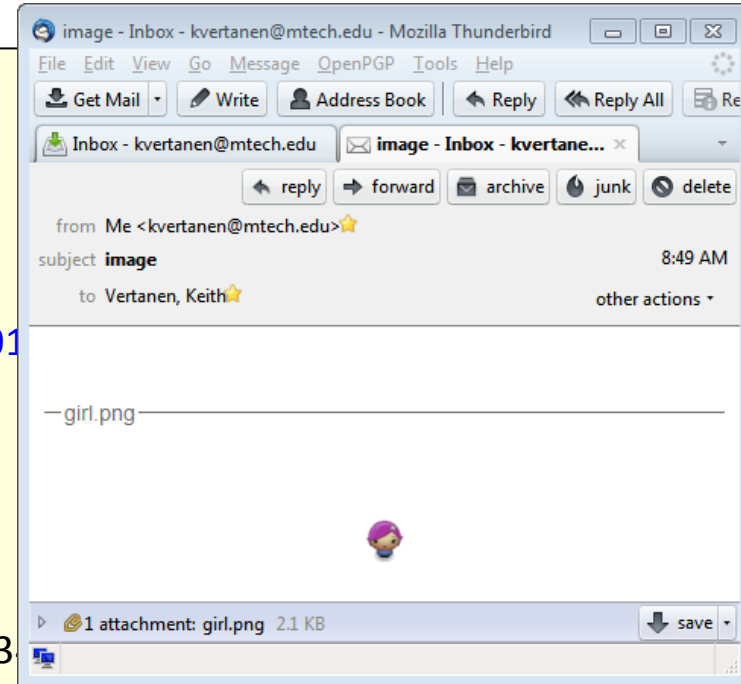 image - Inbox - kvertanen@mtech.edu - Mozilla Thunderbird
File Edit View Go Message OpenPGP Tools Help
Get Mail Write Address Book Reply Reply All Re
Inbox - kvertanen@mtech.edu image - Inbox - kvertane...
reply forward archive junk delete
from Me <kvertanen@mtech.edu>
subject image 8:49 AM
to Vertanen, Keith other actions
01
girl.png
1 attachment: girl.png 2.1 KB save
3